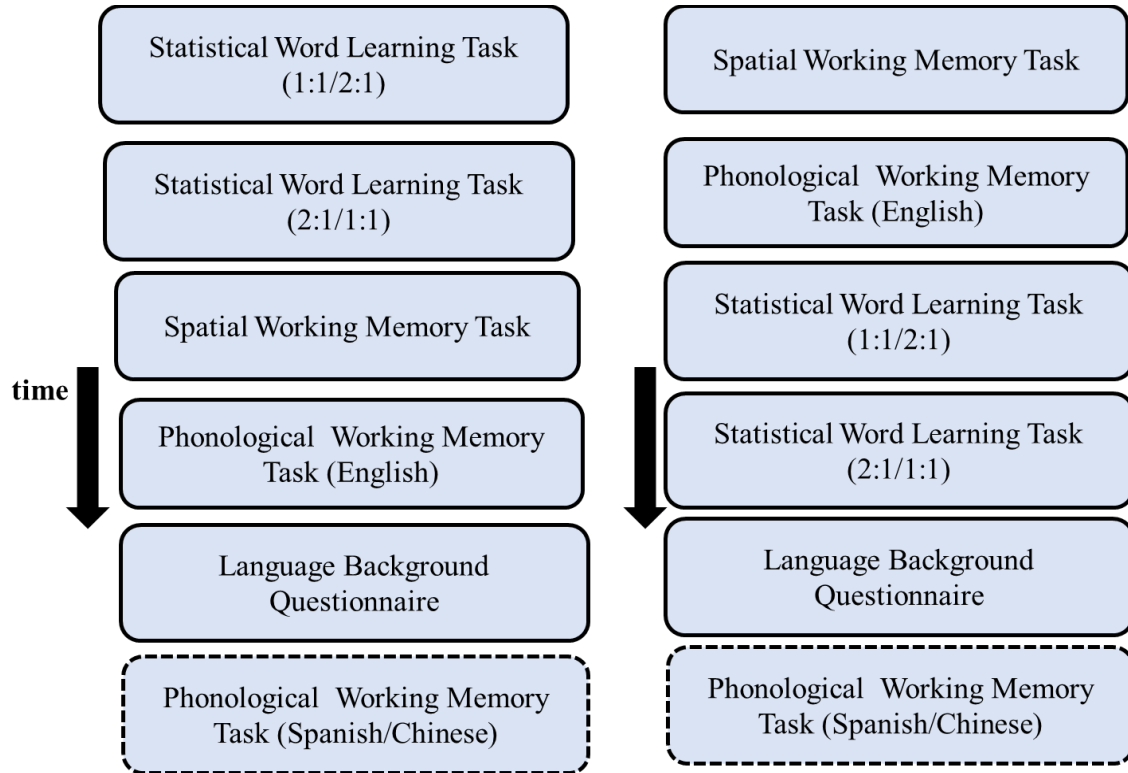 Statistical Word Learning Task
(1:1/2:1)
Statistical Word Learning Task
(2:1/1:1)
Spatial Working Memory Task
time
Phonological Working Memory
Task (English)
Language Background
Questionnaire
Phonological Working Memory
Task (Spanish/Chinese)
Spatial Working Memory Task
Phonological Working Memory
Task (English)
Statistical Word Learning Task
(1:1/2:1)
Statistical Word Learning Task
(2:1/1:1)
Language Background
Questionnaire
Phonological Working Memory
Task (Spanish/Chinese)